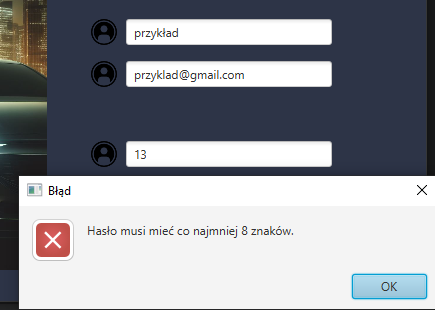 przykład
przyklad@gmail.com
13
Błąd
Hasło musi mieć co najmniej 8 znaków.
OK